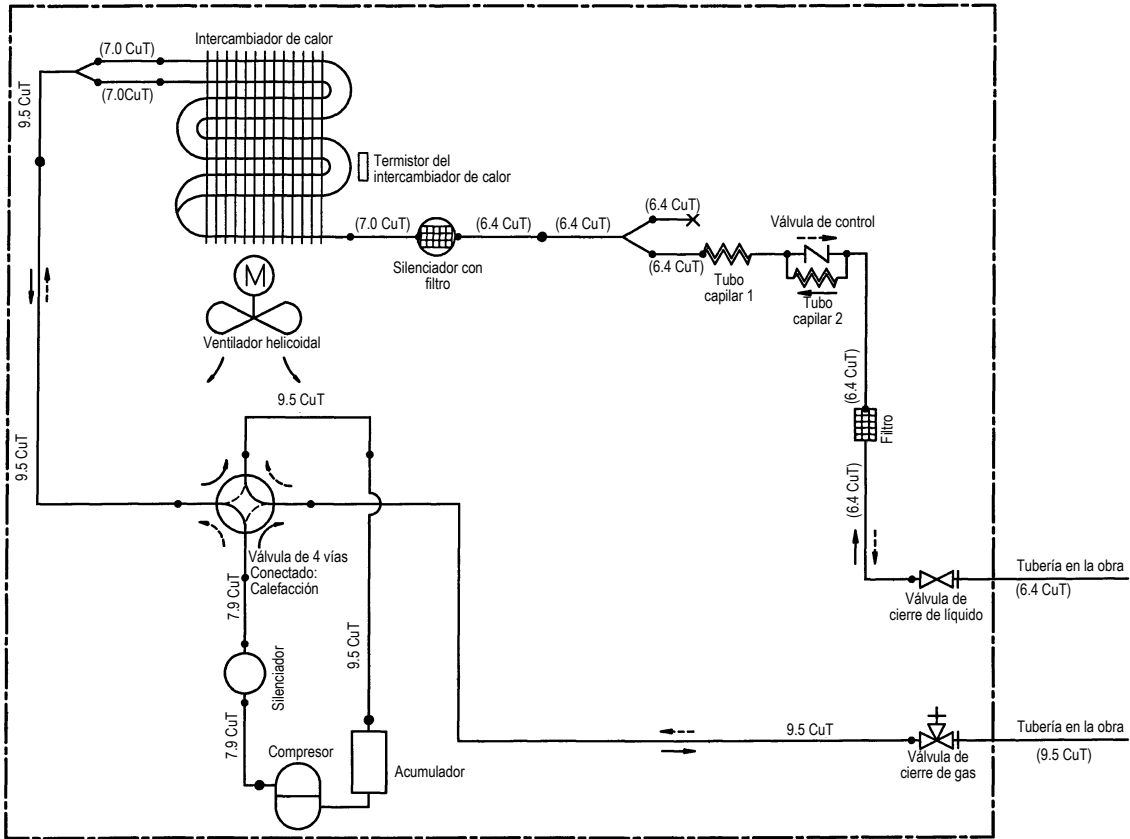 Intercambiador de calor
(7.0 CuT)
(7.0CuT)
9.5 CuT
Termistor del
intercambiador de calor
(7.0 CuT)
Silenciador con
filtro
(6.4 CuT)
(6.4 CuT)
(6.4 CuT)
(6.4 CuT)
Tubo
capilar 1
Válvula de control
Tubo
capilar 2
M
Ventilador helicoidal
(6.4 CuT)
Filtro
(6.4 CuT)
9.5 CuT
9.5 CuT
Válvula de 4 vías
Conectado:
Calefacción
7.9 CuT
Silenciador
7.9 CuT
9.5 CuT
Compresor
Acumulador
Válvula de
cierre de líquido
Tubería en la obra
(6.4 CuT)
9.5 CuT
Válvula de
cierre de gas
Tubería en la obra
(9.5 CuT)